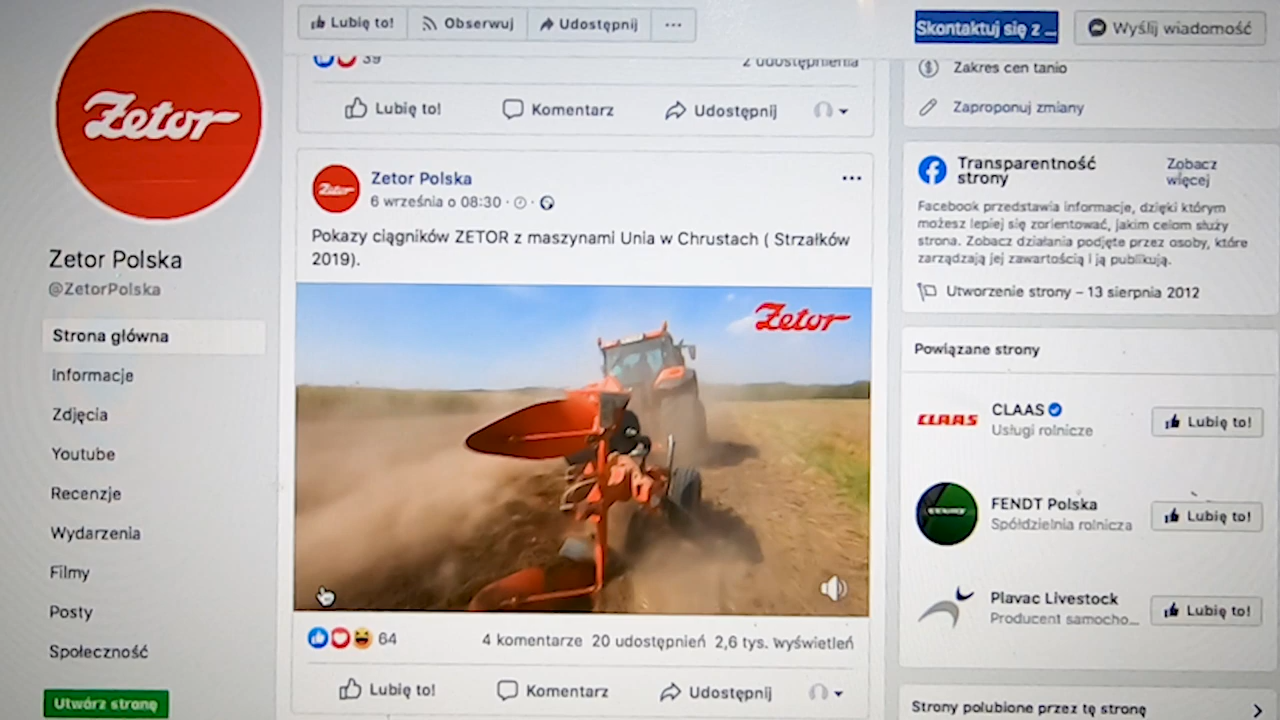 Lubię to!
Obserwuj
Udostępnij
...
Skontaktuj się z ...
Wyślij wiadomość
Zetor
Zetor Polska
@ZetorPolska
Strona główna
Informacje
Zdjęcia
Youtube
Recenzje
Wydarzenia
Filmy
Posty
Społeczność
Utwórz stronę
39
2 udostępnienia
Lubię to!
Komentarz
Udostępnij
Zetor
Zetor Polska
...
6 września o 08:30 ·
Pokazy ciągników ZETOR z maszynami Unia w Chrustach ( Strzałków
2019).
Zetor
64
4 komentarze 20 udostępnień 2,6 tys. wyświetleń
Lubię to!
Komentarz
Udostępnij
$ Zakres cen tanio
Zaproponuj zmiany
Transparentność
strony
Zobacz
więcej
Facebook przedstawia informacje, dzięki którym
możesz lepiej się zorientować, jakim celom służy
strona. Zobacz działania podjęte przez osoby, które
zarządzają jej zawartością i ją publikują.
Utworzenie strony – 13 sierpnia 2012
Powiązane strony
CLAAS
CLAAS
Usługi rolnicze
Lubię to!
FENDT
FENDT Polska
Spółdzielnia rolnicza
Lubię to!
Plavac Livestock
Producent samocho...
Lubię to!
Strony polubione przez tę stronę